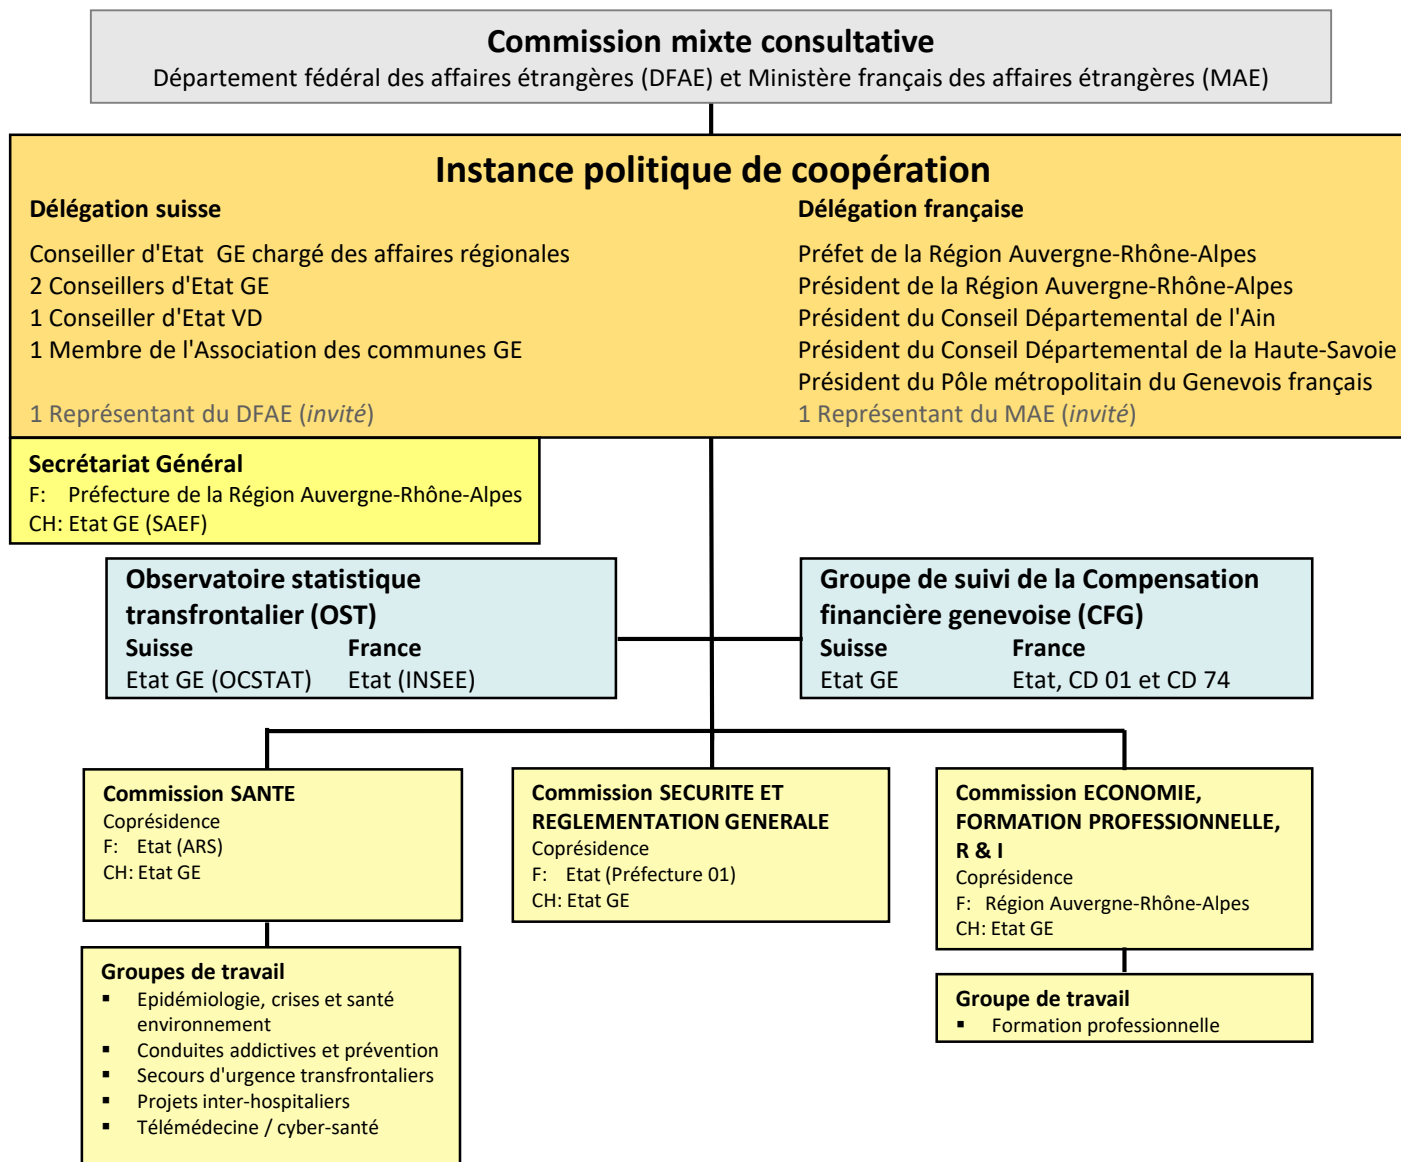 Commission mixte consultative
Département fédéral des affaires étrangères (DFAE) et Ministère français des affaires étrangères (MAE)
Instance politique de coopération
Délégation suisse
Conseiller d'Etat  GE chargé des affaires régionales
2 Conseillers d'Etat GE
1 Conseiller d'Etat VD
1 Membre de l'Association des communes GE
1 Représentant du DFAE (invité)
Délégation française
Préfet de la Région Auvergne-Rhône-Alpes
Président de la Région Auvergne-Rhône-Alpes
Président du Conseil Départemental de l'Ain
Président du Conseil Départemental de la Haute-Savoie
Président du Pôle métropolitain du Genevois français
1 Représentant du MAE (invité)
Secrétariat Général
F: Préfecture de la Région Auvergne-Rhône-Alpes
CH: Etat GE (SAEF)
Observatoire statistique
transfrontalier (OST)
Suisse France
Etat GE (OCSTAT) Etat (INSEE)
Groupe de suivi de la Compensation
financière genevoise (CFG)
Suisse France
Etat GE Etat, CD 01 et CD 74
Commission SANTE
Coprésidence
F: Etat (ARS)
CH: Etat GE
Commission SECURITE ET
REGLEMENTATION GENERALE
Coprésidence
F: Etat (Préfecture 01)
CH: Etat GE
Commission ECONOMIE,
FORMATION PROFESSIONNELLE,
R & I
Coprésidence
F: Région Auvergne-Rhône-Alpes
CH: Etat GE
Groupes de travail
▪ Epidémiologie, crises et santé
environnement
▪ Conduites addictives et prévention
▪ Secours d'urgence transfrontaliers
▪ Projets inter-hospitaliers
▪ Télémédecine / cyber-santé
Groupe de travail
▪ Formation professionnelle